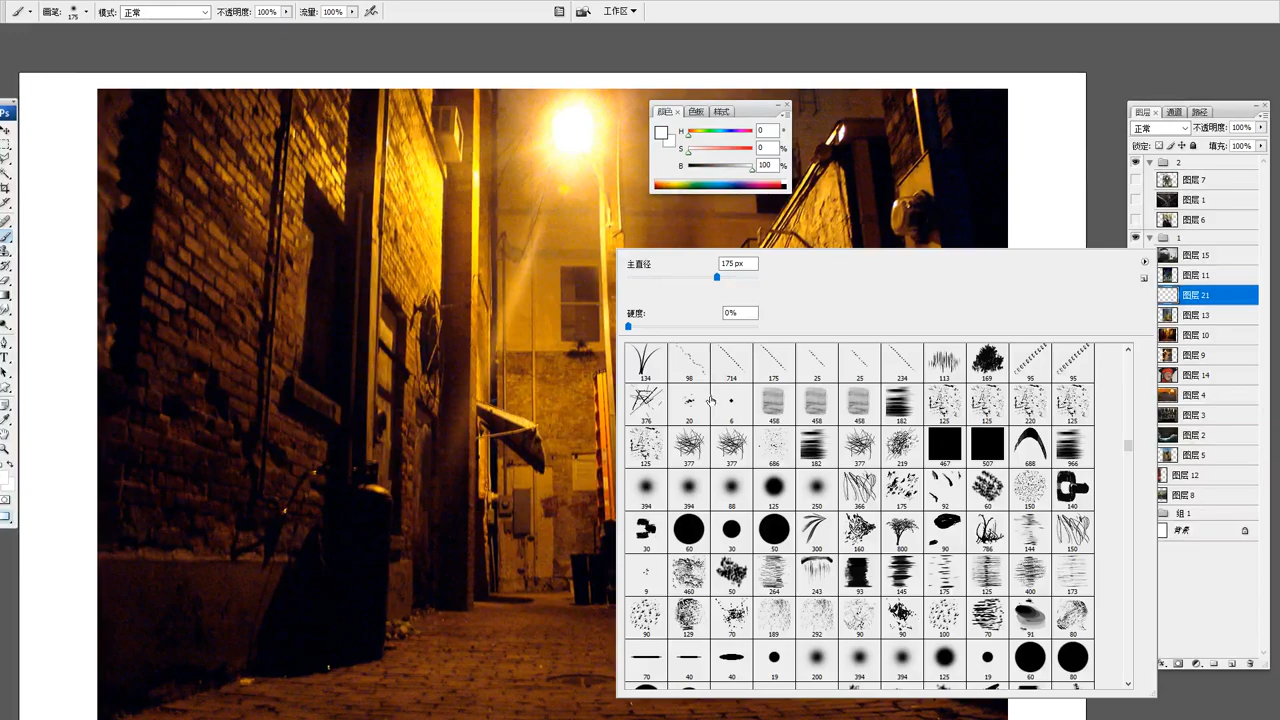 画笔: 175 模式: 正常 不透明度: 100% 流量: 100% 工作区
Ps
颜色 色板 样式
H 0 °
S 0 %
B 100 %
图层 通道 路径
正常 不透明度: 100%
锁定: 填充: 100%
2
图层 7
图层 1
图层 6
1
图层 15
图层 11
图层 21
图层 13
图层 10
图层 9
图层 14
图层 4
图层 3
图层 2
图层 5
图层 12
图层 8
组 1
背景
主直径 175 px
硬度: 0%
134 98 714 175 25 25 234 113 169 95 95
376 20 6 458 458 458 182 125 125 220 125
125 377 377 686 182 377 219 467 507 688 966
394 394 88 125 250 366 175 92 60 150 140
30 60 30 50 300 160 800 90 786 144 150
9 460 50 264 243 93 145 175 125 400 173
90 129 70 189 292 90 90 100 70 91 80
70 40 40 19 200 394 394 125 19 60 80
T